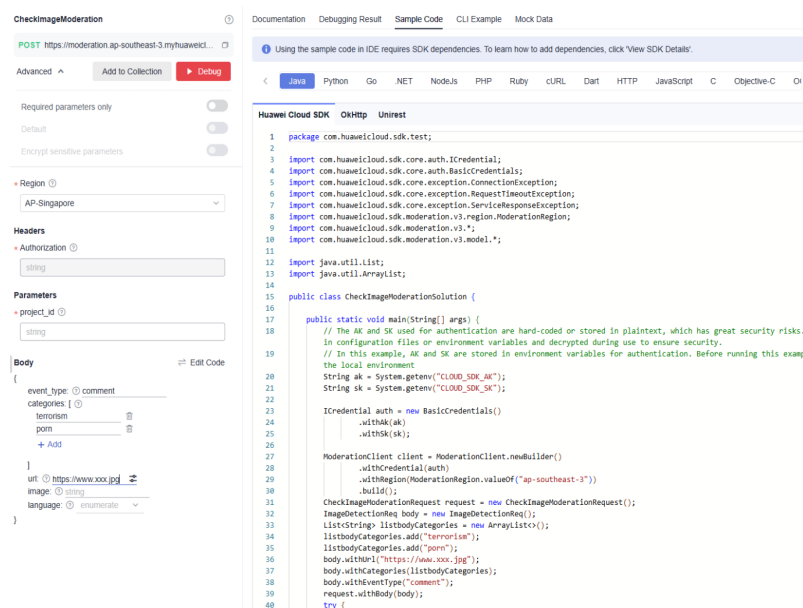 CheckImageModeration
POST https://moderation.ap-southeast-3.myhuaweicl...
Advanced
Add to Collection
Debug
Required parameters only
Default
Encrypt sensitive parameters
* Region
AP-Singapore
Headers
* Authorization
string
Parameters
* project_id
string
Body
Edit Code
{
event_type: comment
categories: [
terrorism
porn
+ Add
]
url: https://www.xxx.jpg
image: string
language: enumerate
}
Documentation Debugging Result Sample Code CLI Example Mock Data
Using the sample code in IDE requires SDK dependencies. To learn how to add dependencies, click 'View SDK Details'.
Java Python Go .NET NodeJs PHP Ruby cURL Dart HTTP JavaScript C Objective-C
Huawei Cloud SDK OkHttp Unirest
1 package com.huaweicloud.sdk.test;
2
3 import com.huaweicloud.sdk.core.auth.ICredential;
4 import com.huaweicloud.sdk.core.auth.BasicCredentials;
5 import com.huaweicloud.sdk.core.exception.ConnectionException;
6 import com.huaweicloud.sdk.core.exception.RequestTimeoutException;
7 import com.huaweicloud.sdk.core.exception.ServiceResponseException;
8 import com.huaweicloud.sdk.moderation.v3.region.ModerationRegion;
9 import com.huaweicloud.sdk.moderation.v3.*;
10 import com.huaweicloud.sdk.moderation.v3.model.*;
11
12 import java.util.List;
13 import java.util.ArrayList;
14
15 public class CheckImageModerationSolution {
16
17 public static void main(String[] args) {
18 // The AK and SK used for authentication are hard-coded or stored in plaintext, which has great security risks.
in configuration files or environment variables and decrypted during use to ensure security.
19 // In this example, AK and SK are stored in environment variables for authentication. Before running this examp
the local environment
20 String ak = System.getenv("CLOUD_SDK_AK");
21 String sk = System.getenv("CLOUD_SDK_SK");
22
23 ICredential auth = new BasicCredentials()
24 .withAk(ak)
25 .withSk(sk);
26
27 ModerationClient client = ModerationClient.newBuilder()
28 .withCredential(auth)
29 .withRegion(ModerationRegion.valueOf("ap-southeast-3"))
30 .build();
31 CheckImageModerationRequest request = new CheckImageModerationRequest();
32 ImageDetectionReq body = new ImageDetectionReq();
33 List<String> listbodyCategories = new ArrayList<>();
34 listbodyCategories.add("terrorism");
35 listbodyCategories.add("porn");
36 body.withUrl("https://www.xxx.jpg");
37 body.withCategories(listbodyCategories);
38 body.withEventType("comment");
39 request.withBody(body);
40 try {